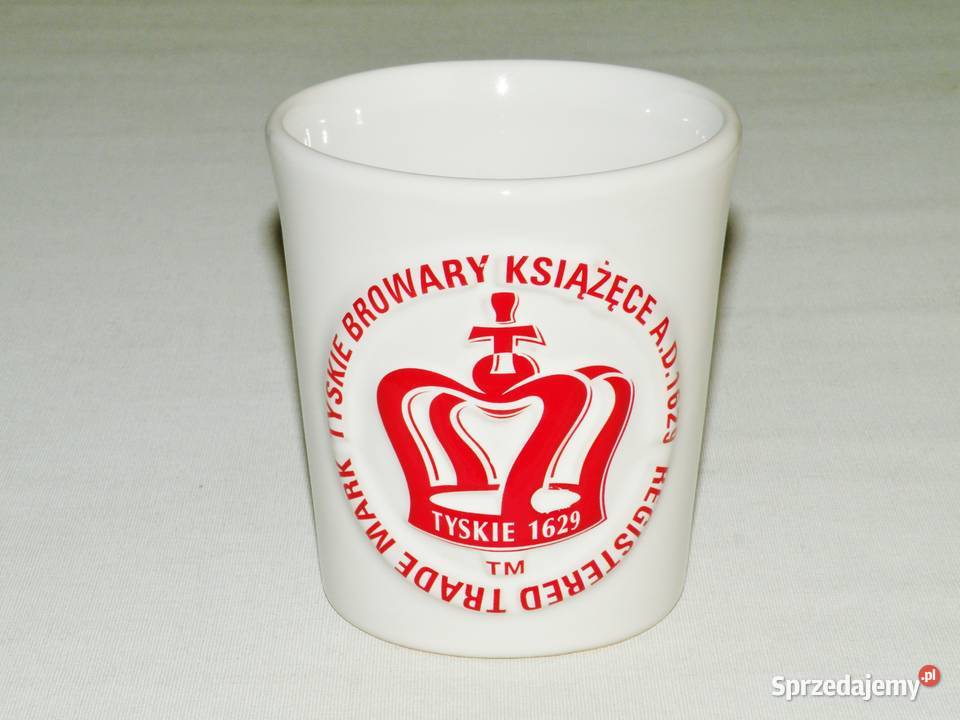 TYSKIE BROWARY KSIĄŻĘCE A.D.1629 REGISTERED TRADE MARK
TYSKIE 1629
TM
Sprzedajemy.pl